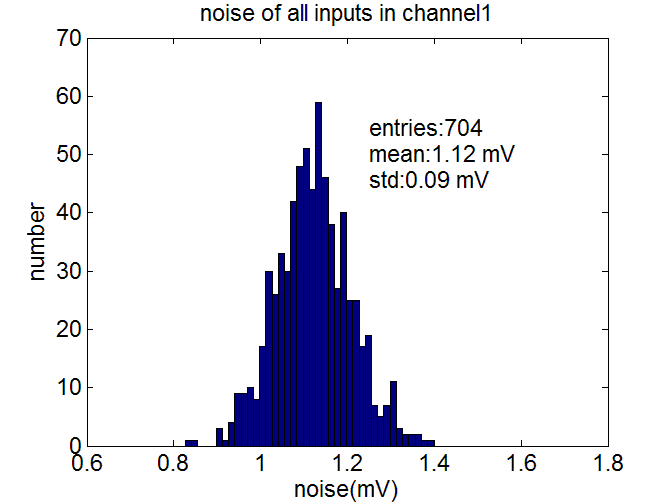 noise of all inputs in channel1
70
60
50
40
30
20
10
0
number
entries:704
mean:1.12 mV
std:0.09 mV
0.6 0.8 1 1.2 1.4 1.6 1.8
noise(mV)